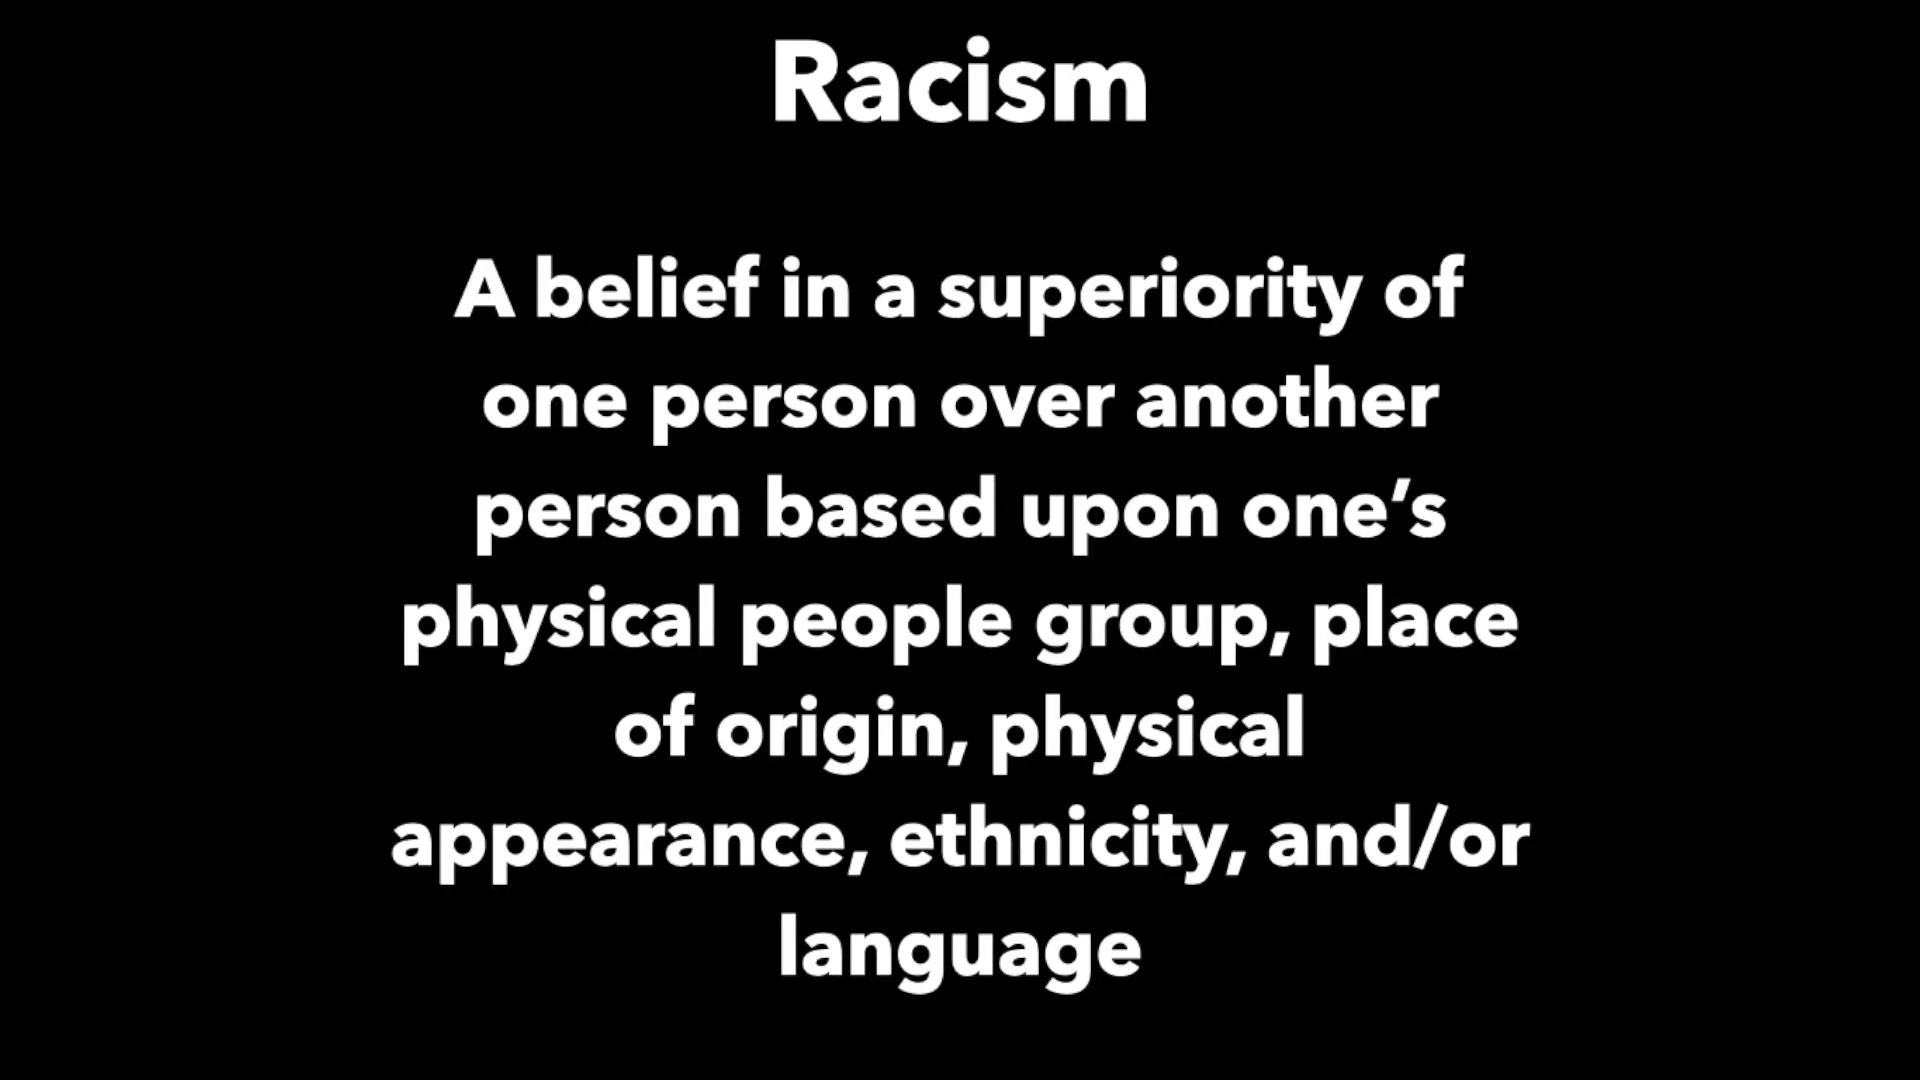 Racism
A belief in a superiority of
one person over another
person based upon one’s
physical people group, place
of origin, physical
appearance, ethnicity, and/or
language